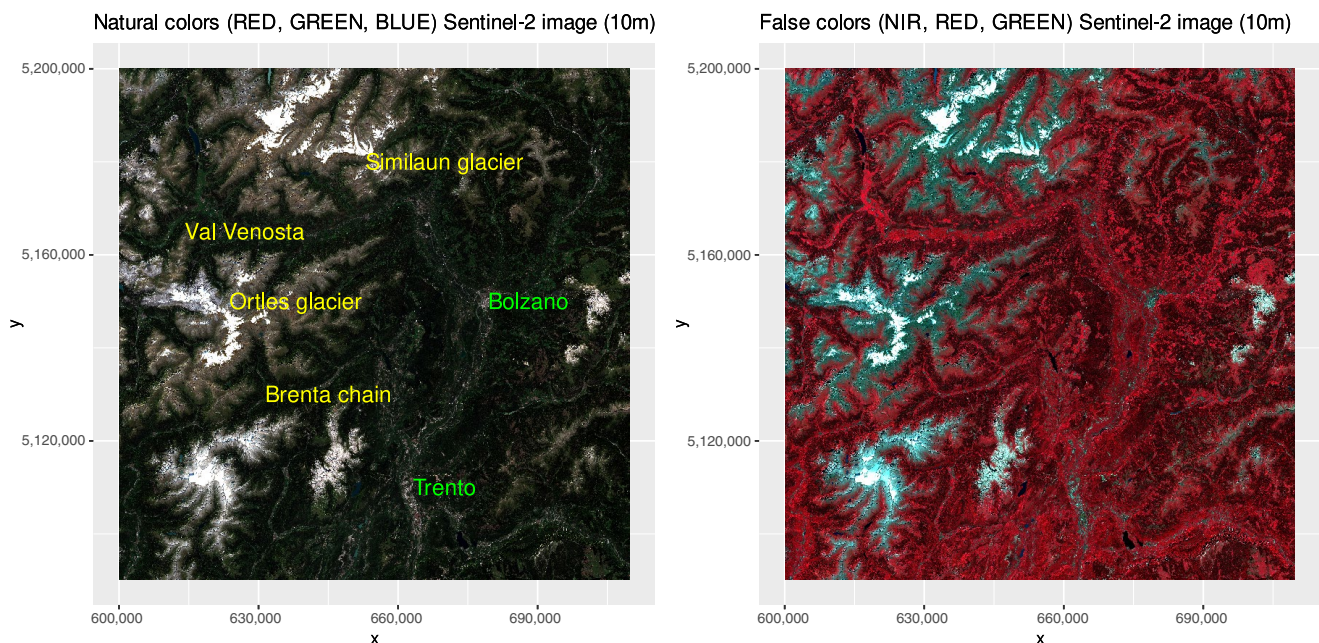 Natural colors (RED, GREEN, BLUE) Sentinel-2 image (10m)
False colors (NIR, RED, GREEN) Sentinel-2 image (10m)
5,200,000
Similaun glacier
Val Venosta
5,160,000
Ortles glacier
Bolzano
y
Brenta chain
5,120,000
Trento
600,000
630,000
660,000
690,000
x
5,200,000
5,160,000
y
5,120,000
600,000
630,000
660,000
690,000
x